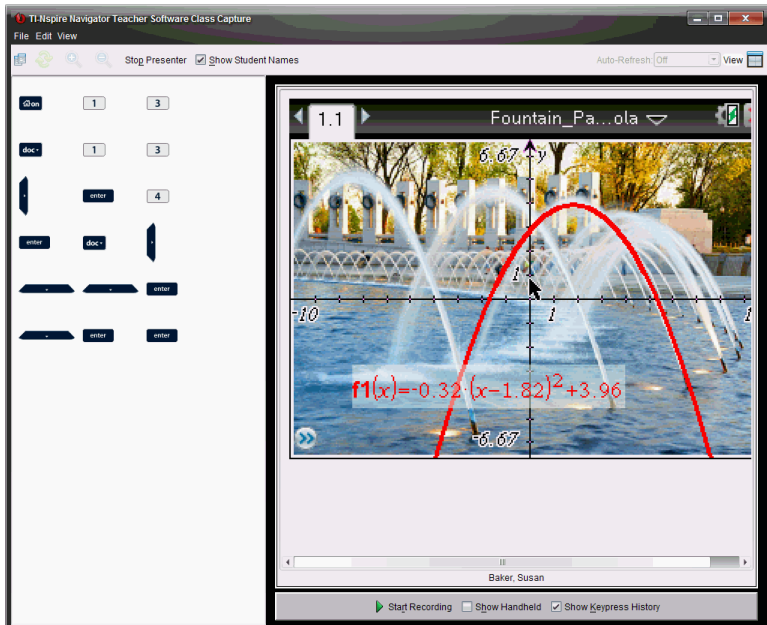 TI-Nspire Navigator Teacher Software Class Capture
File Edit View
Stop Presenter Show Student Names Auto-Refresh: Off View
on 1 3
doc 1 3
enter 4
enter doc
enter
enter enter
1.1 Fountain_Pa...ola
6.67 y
1
-10 1 1
f1(x)=-0.32·(x-1.82)²+3.96
-6.67
Baker, Susan
Start Recording Show Handheld Show Keypress History